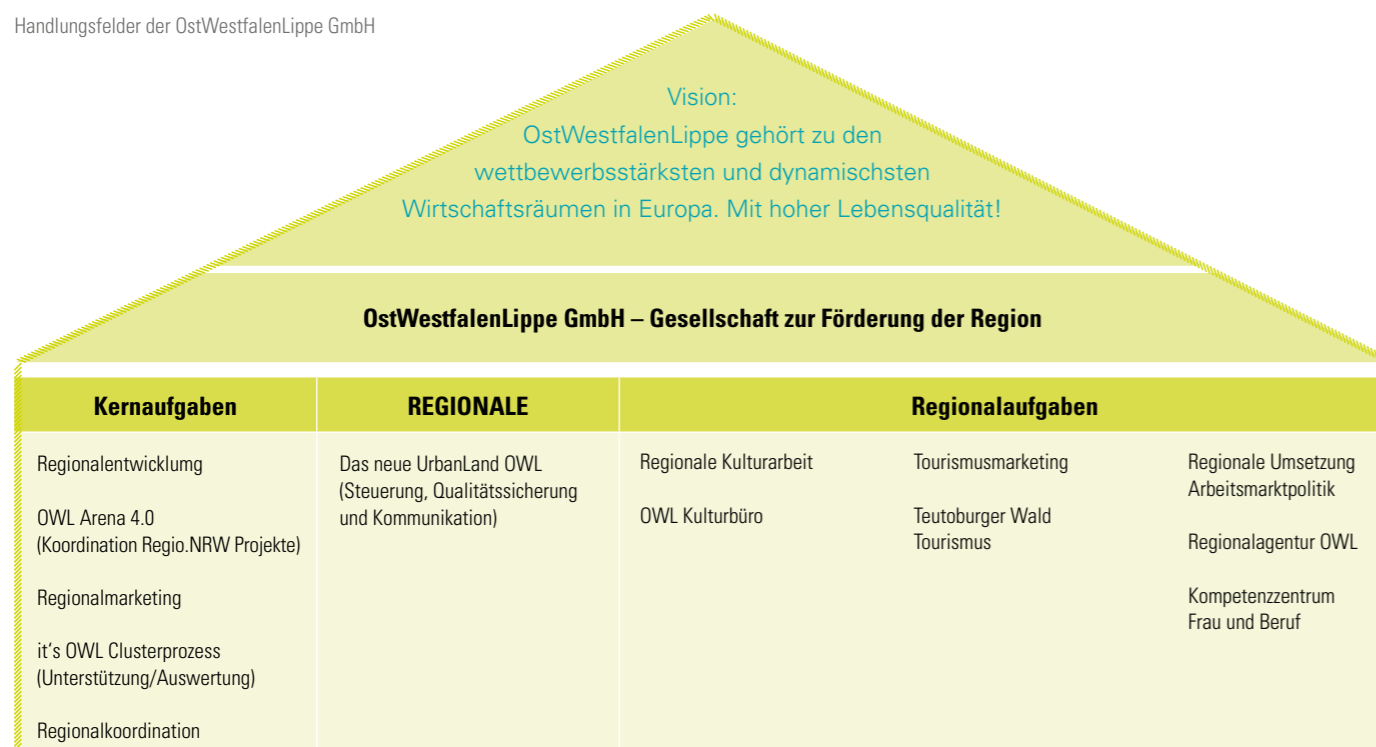 Handlungsfelder der OstWestfalenLippe GmbH
Vision:
OstWestfalenLippe gehört zu den
wettbewerbsstärksten und dynamischsten
Wirtschaftsräumen in Europa. Mit hoher Lebensqualität!
OstWestfalenLippe GmbH – Gesellschaft zur Förderung der Region
Kernaufgaben
Regionalentwicklumg
OWL Arena 4.0
(Koordination Regio.NRW Projekte)
Regionalmarketing
it's OWL Clusterprozess
(Unterstützung/Auswertung)
Regionalkoordination
REGIONALE
Das neue UrbanLand OWL
(Steuerung, Qualitätssicherung
und Kommunikation)
Regionalaufgaben
Regionale Kulturarbeit
OWL Kulturbüro
Tourismusmarketing
Teutoburger Wald
Tourismus
Regionale Umsetzung
Arbeitsmarktpolitik
Regionalagentur OWL
Kompetenzzentrum
Frau und Beruf